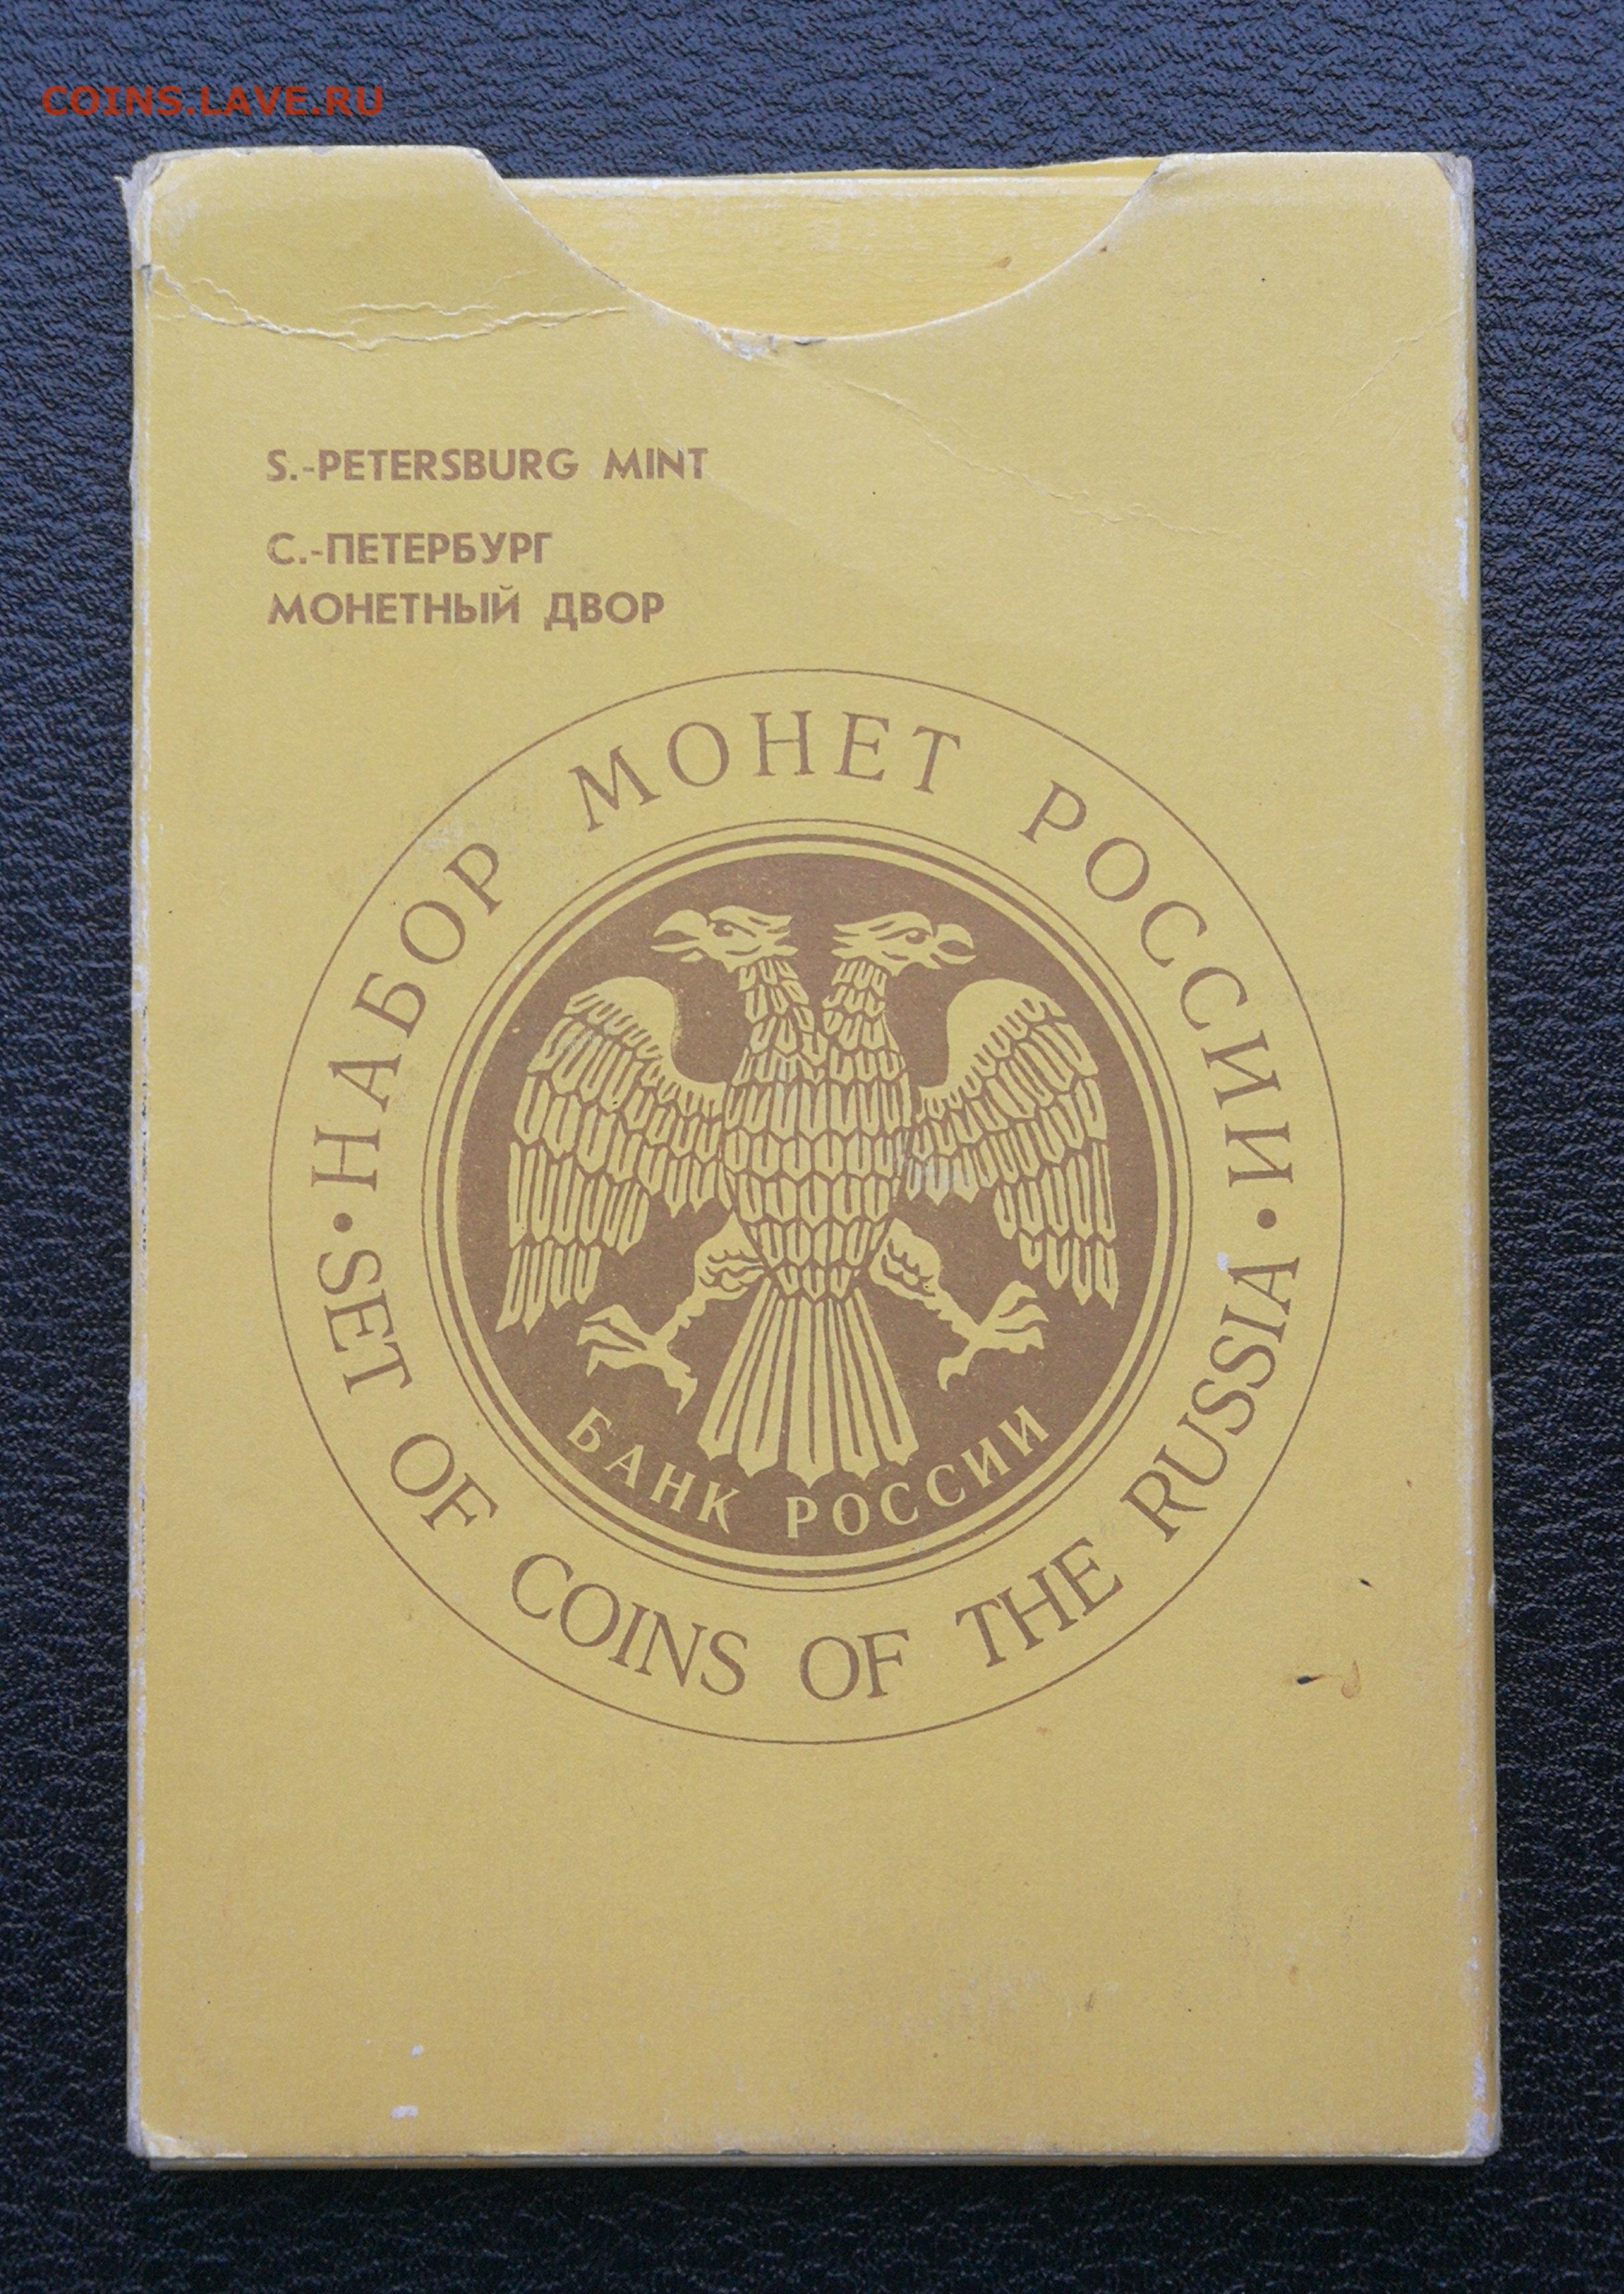 COINS.LAVE.RU
S.-PETERSBURG MINT
С.-ПЕТЕРБУРГ
МОНЕТНЫЙ ДВОР
НАБОР МОНЕТ РОССИИ
БАНК РОССИИ
SET OF COINS OF THE RUSSIA